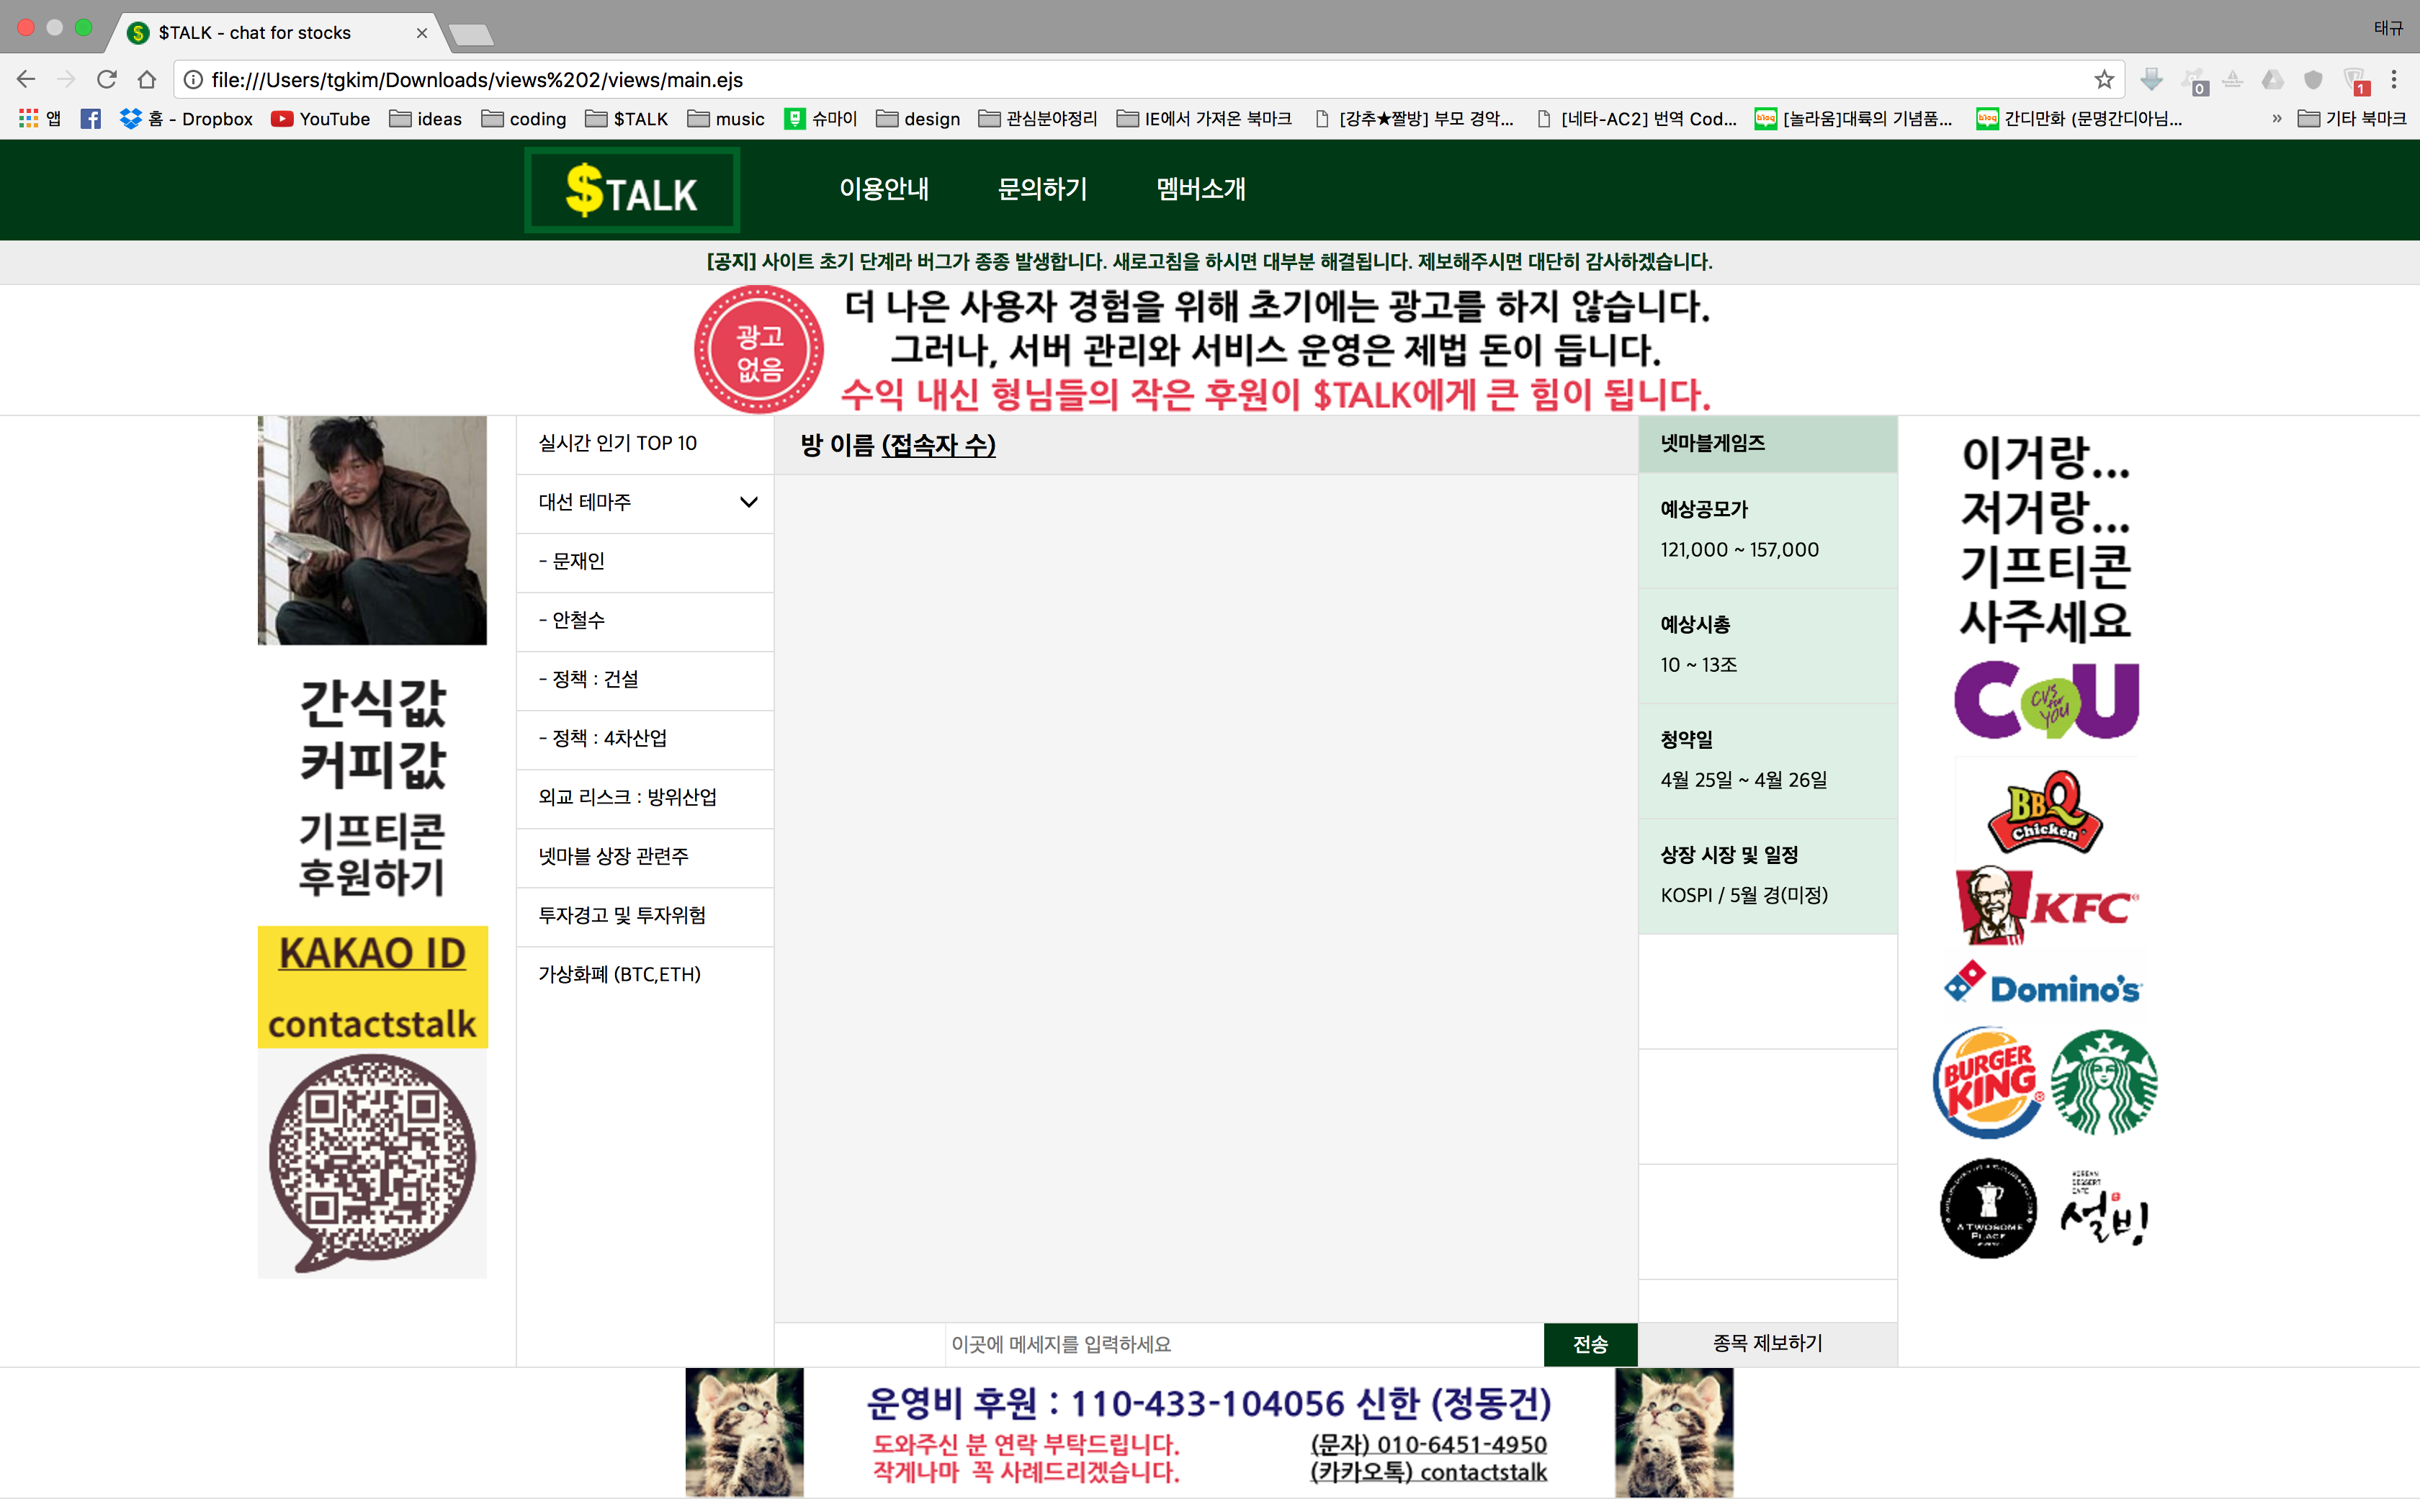 $TALK - chat for stocks
태규
file:///Users/tgkim/Downloads/views%202/views/main.ejs
0
1
앱
홈 - Dropbox
YouTube
ideas
coding
$TALK
music
슈마이
design
관심분야정리
IE에서 가져온 북마크
[강추★짤방] 부모 경악...
[네타-AC2] 번역 Cod...
blog
[놀라움]대륙의 기념품...
blog
간디만화 (문명간디아님...
»
기타 북마크
$TALK
이용안내
문의하기
멤버소개
[공지] 사이트 초기 단계라 버그가 종종 발생합니다. 새로고침을 하시면 대부분 해결됩니다. 제보해주시면 대단히 감사하겠습니다.
광고
없음
더 나은 사용자 경험을 위해 초기에는 광고를 하지 않습니다.
그러나, 서버 관리와 서비스 운영은 제법 돈이 듭니다.
수익 내신 형님들의 작은 후원이 $TALK에게 큰 힘이 됩니다.
간식값
커피값
기프티콘
후원하기
KAKAO ID
contactstalk
실시간 인기 TOP 10
대선 테마주
- 문재인
- 안철수
- 정책 : 건설
- 정책 : 4차산업
외교 리스크 : 방위산업
넷마블 상장 관련주
투자경고 및 투자위험
가상화폐 (BTC,ETH)
방 이름 (접속자 수)
이곳에 메세지를 입력하세요
전송
넷마블게임즈
예상공모가
121,000 ~ 157,000
예상시총
10 ~ 13조
청약일
4월 25일 ~ 4월 26일
상장 시장 및 일정
KOSPI / 5월 경(미정)
종목 제보하기
이거랑...
저거랑...
기프티콘
사주세요
CU
CVS
for
YOU
BBQ
Chicken
KFC
Domino's
BURGER
KING
A TWOSOME
PLACE
KOREAN
DESSERT
CAFE
설빙
운영비 후원 : 110-433-104056 신한 (정동건)
도와주신 분 연락 부탁드립니다.
작게나마 꼭 사례드리겠습니다.
(문자) 010-6451-4950
(카카오톡) contactstalk